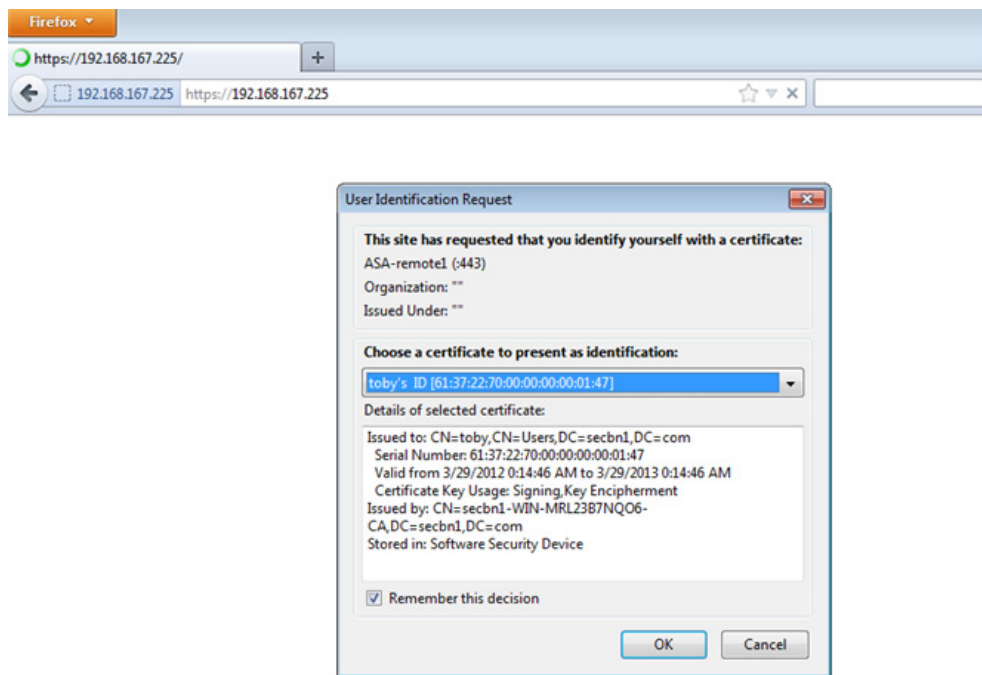 Firefox
https://192.168.167.225/
192.168.167.225 https://192.168.167.225
User Identification Request
This site has requested that you identify yourself with a certificate:
ASA-remote1 (:443)
Organization: ""
Issued Under: ""
Choose a certificate to present as identification:
toby's ID [61:37:22:70:00:00:00:00:01:47]
Details of selected certificate:
Issued to: CN=toby,CN=Users,DC=secbn1,DC=com
Serial Number: 61:37:22:70:00:00:00:00:01:47
Valid from 3/29/2012 0:14:46 AM to 3/29/2013 0:14:46 AM
Certificate Key Usage: Signing,Key Encipherment
Issued by: CN=secbn1-WIN-MRL23B7NQO6-
CA,DC=secbn1,DC=com
Stored in: Software Security Device
Remember this decision
OK Cancel